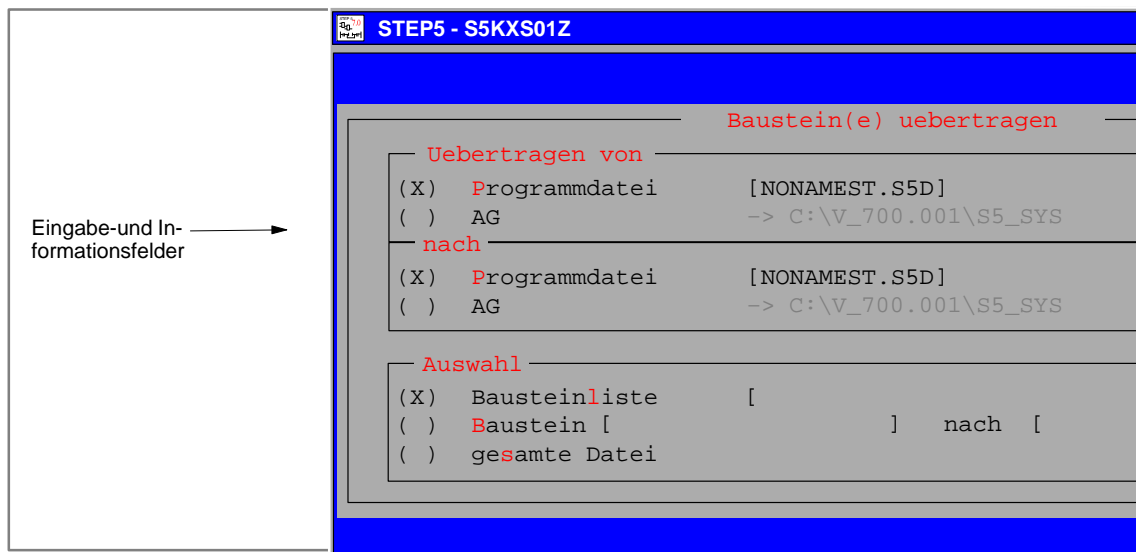 STEP5 - S5KXS01Z
Baustein(e) uebertragen
Uebertragen von
(X) Programmdatei [NONAMEST.S5D]
( ) AG -> C:\V_700.001\S5_SYS
nach
(X) Programmdatei [NONAMEST.S5D]
( ) AG -> C:\V_700.001\S5_SYS
Eingabe-und In-
formationsfelder
Auswahl
(X) Bausteinliste [
( ) Baustein [ ] nach [
( ) gesamte Datei